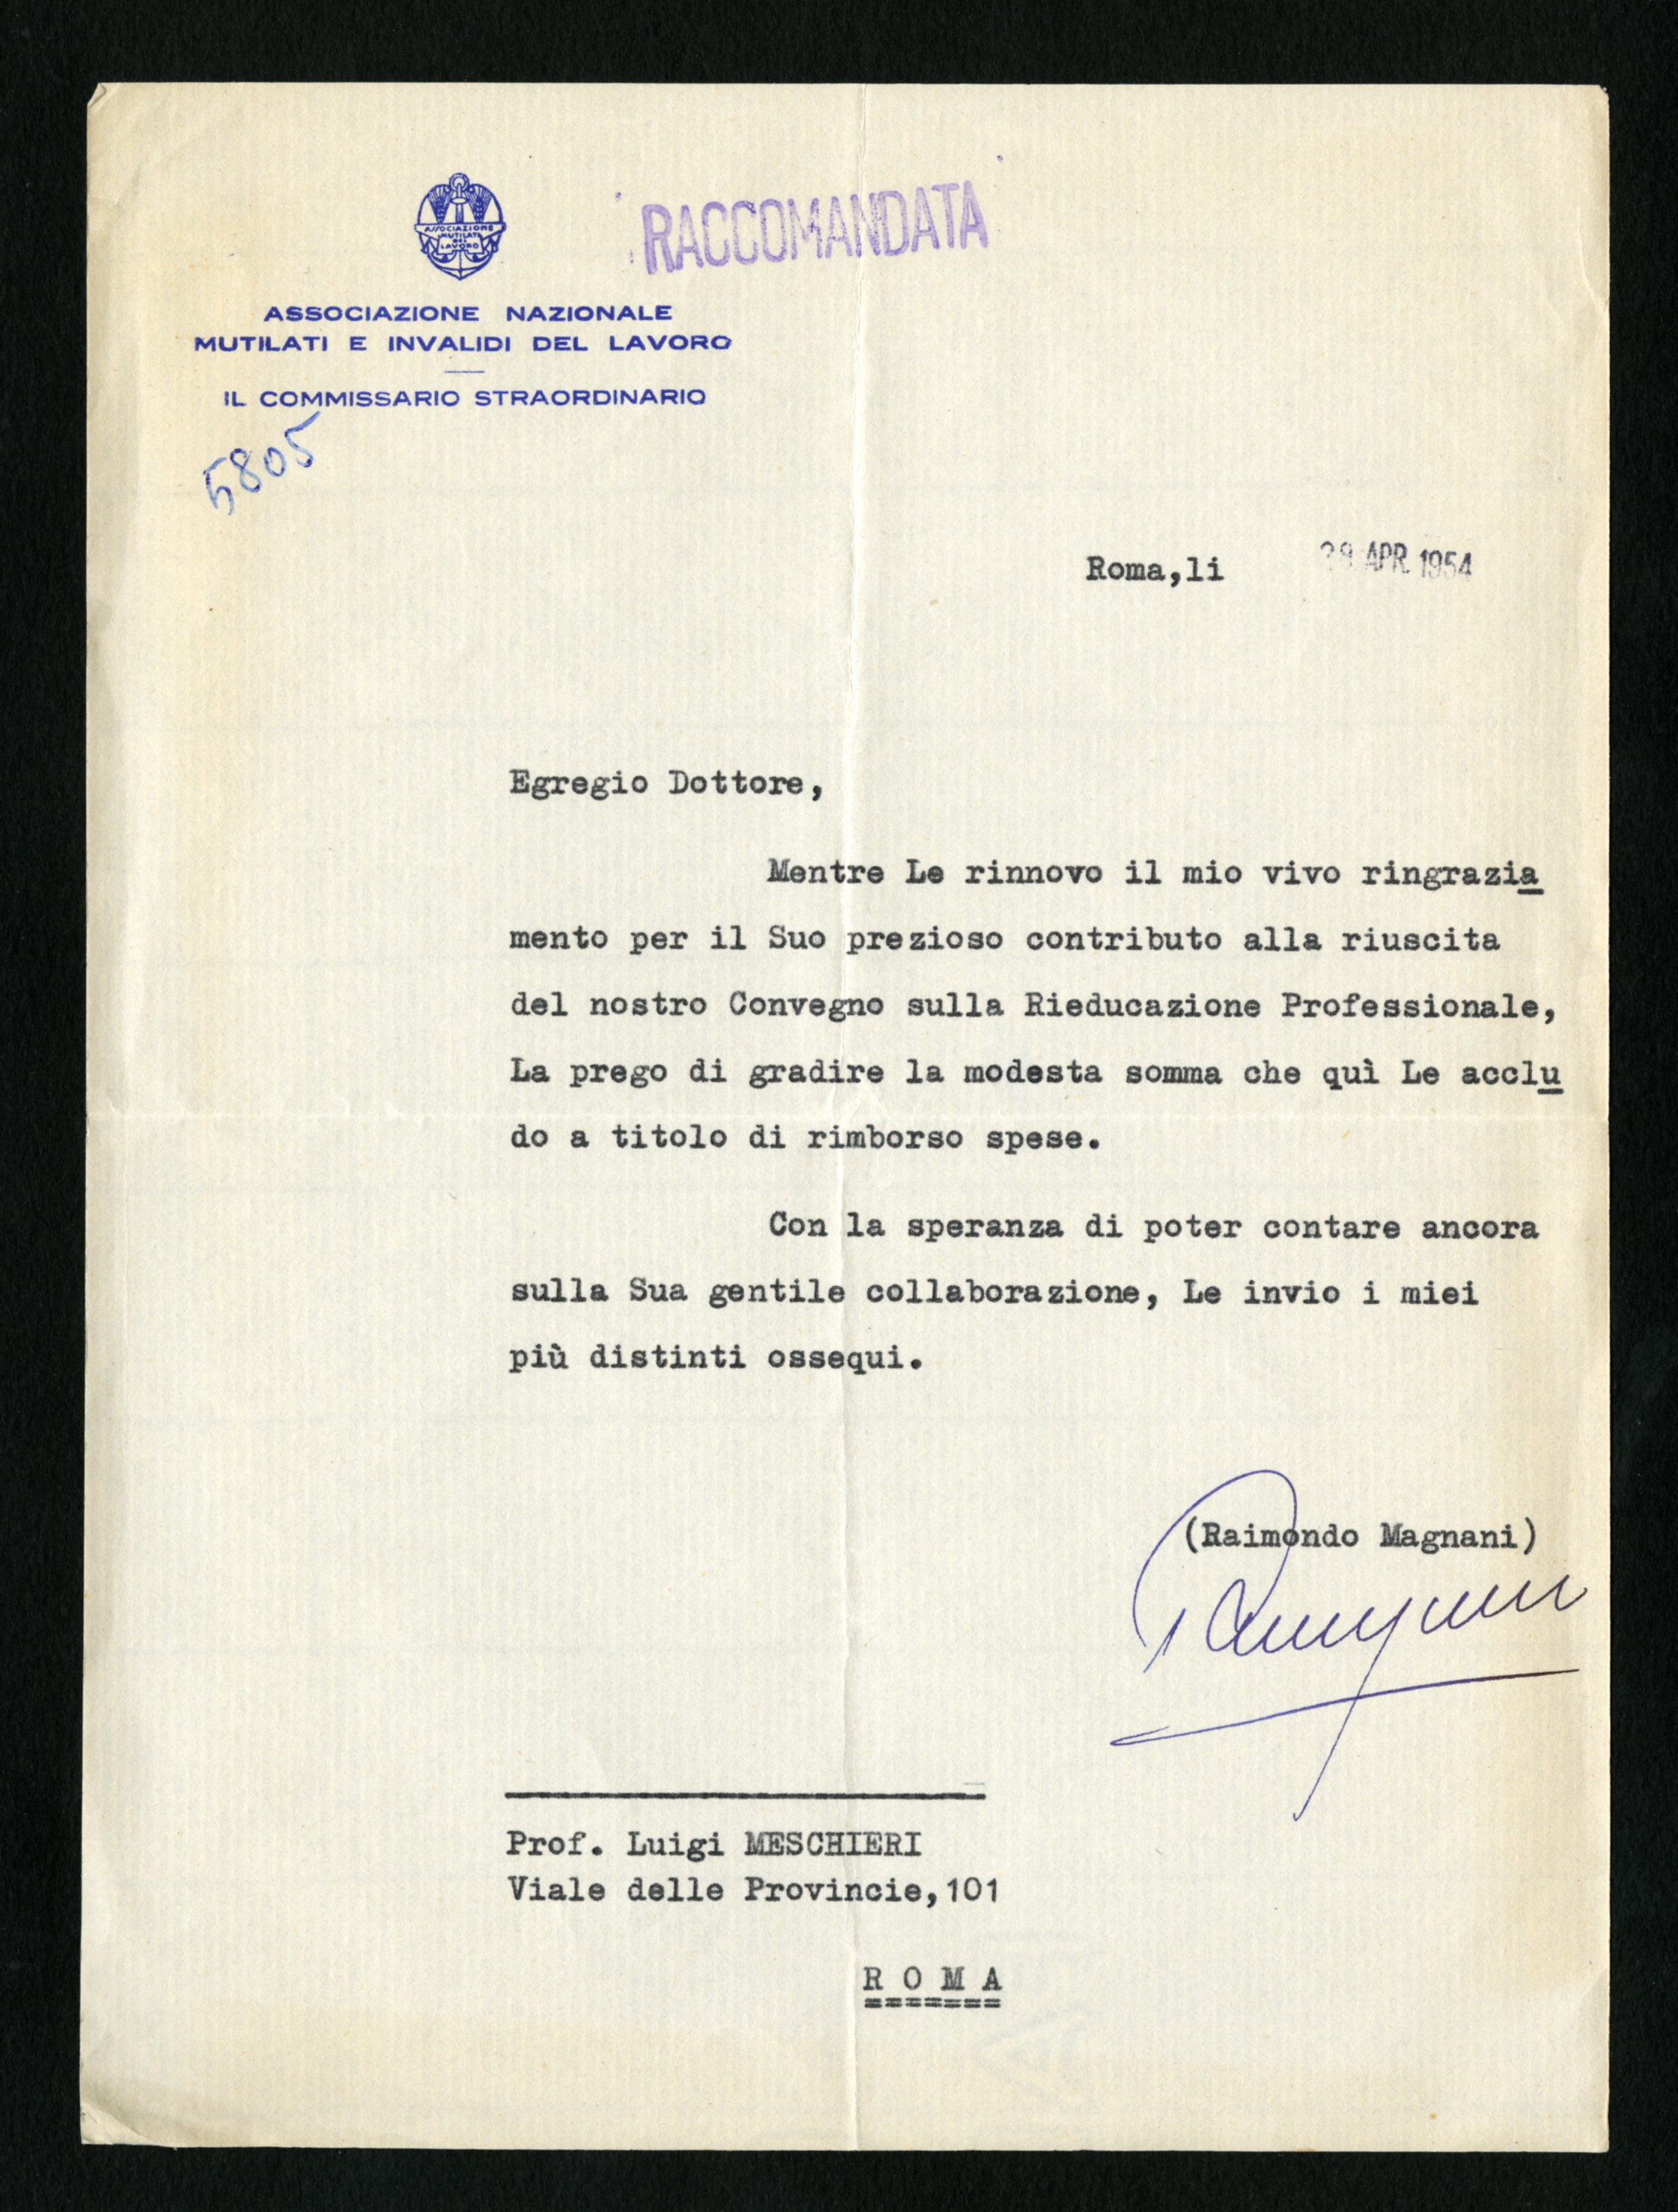 ASSOCIAZIONE
MUTILATI
DEL
LAVORO
RACCOMANDATA
ASSOCIAZIONE NAZIONALE
MUTILATI E INVALIDI DEL LAVORO
IL COMMISSARIO STRAORDINARIO
5805
Roma,li APR. 1954
Egregio Dottore,
Mentre Le rinnovo il mio vivo ringrazia
mento per il Suo prezioso contributo alla riuscita
del nostro Convegno sulla Rieducazione Professionale,
La prego di gradire la modesta somma che quì Le acclu
do a titolo di rimborso spese.
Con la speranza di poter contare ancora
sulla Sua gentile collaborazione, Le invio i miei
più distinti ossequi.
(Raimondo Magnani)
Prof. Luigi MESCHIERI
Viale delle Provincie,101
R O M A
=======